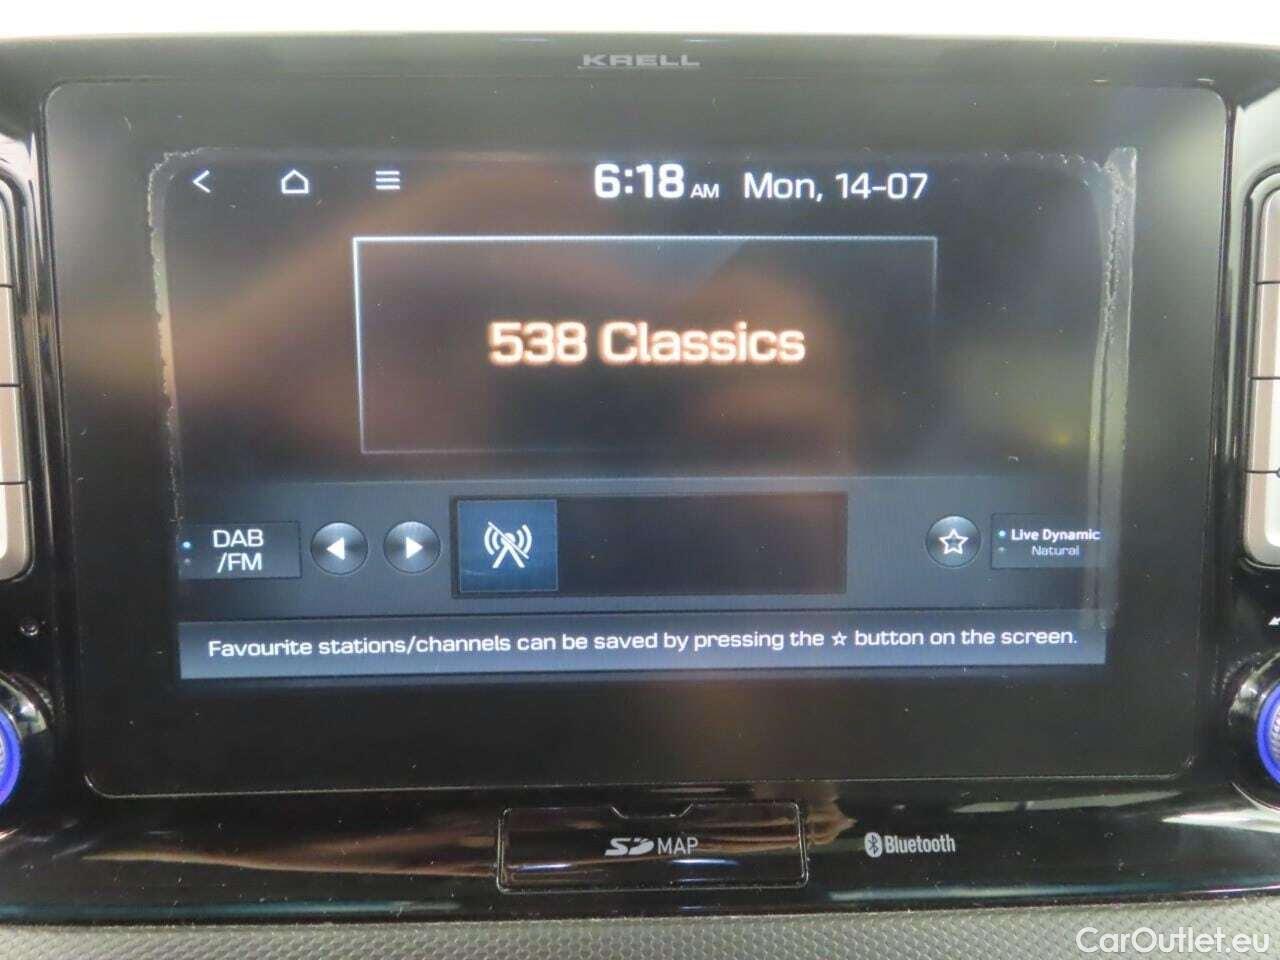 KRELL
6:18 AM Mon, 14-07
538 Classics
DAB
/FM
Live Dynamic
Natural
Favourite stations/channels can be saved by pressing the ☆ button on the screen.
SD MAP
Bluetooth
CarOutlet.eu